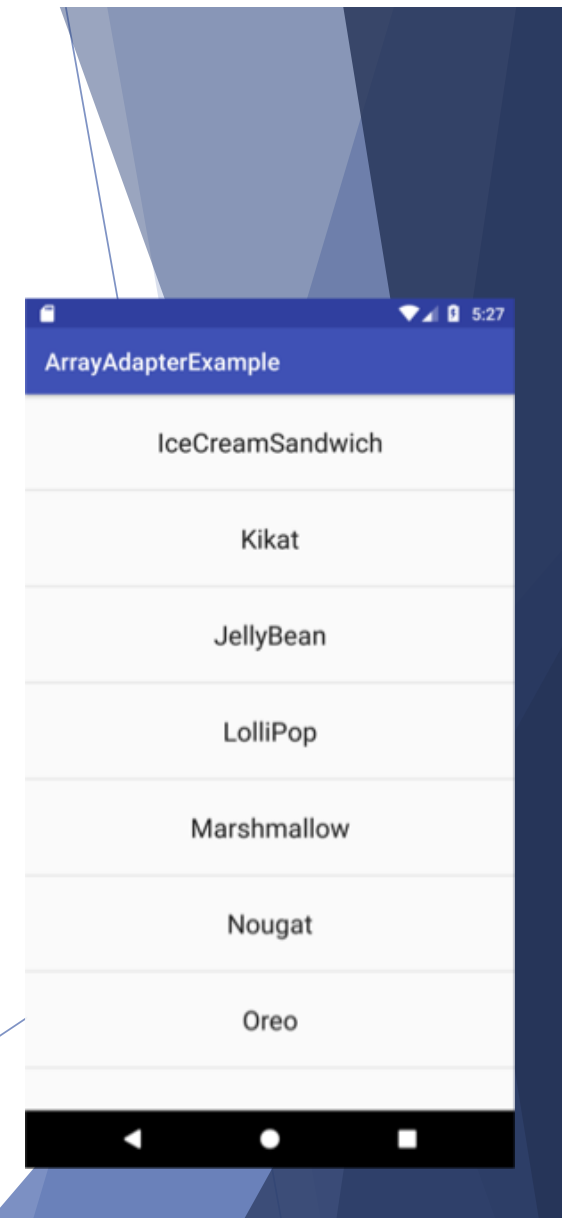 5:27
ArrayAdapterExample
IceCreamSandwich
Kikat
JellyBean
LolliPop
Marshmallow
Nougat
Oreo